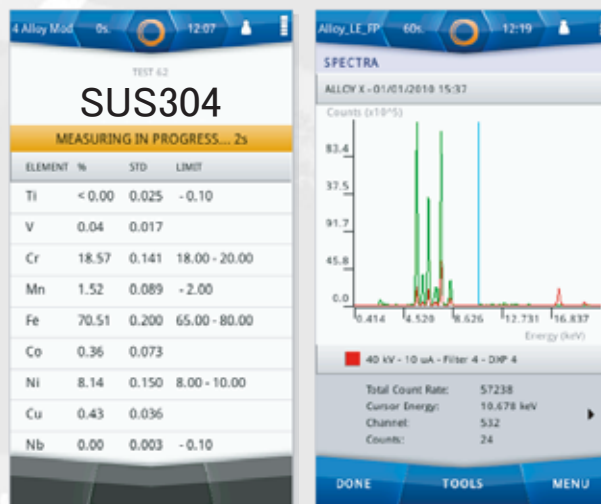 4 Alloy Mod 0s. 12:07
TEST 62
SUS304
MEASURING IN PROGRESS... 2s
ELEMENT % STD LIMIT
Ti < 0.00 0.025 - 0.10
V 0.04 0.017
Cr 18.57 0.141 18.00 - 20.00
Mn 1.52 0.089 - 2.00
Fe 70.51 0.200 65.00 - 80.00
Co 0.36 0.073
Ni 8.14 0.150 8.00 - 10.00
Cu 0.43 0.036
Nb 0.00 0.003 - 0.10
Alloy_LE_FP 60s. 12:19
SPECTRA
ALLOY X - 01/01/2010 15:37
Counts (x10^5)
83.4
37.5
91.7
45.8
0.0
0.414 4.520 8.626 12.731 16.837
Energy (keV)
40 kV - 10 uA - Filter 4 - DXP 4
Total Count Rate: 57238
Cursor Energy: 10.678 keV
Channel: 532
Counts: 24
DONE TOOLS MENU